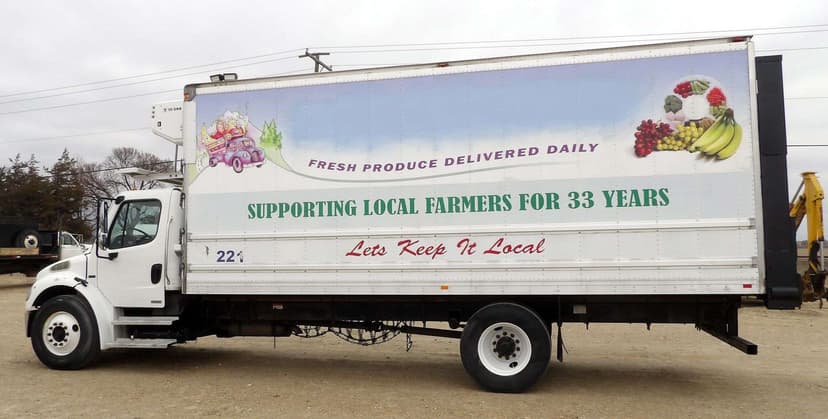 FRESH PRODUCE DELIVERED DAILY
SUPPORTING LOCAL FARMERS FOR 33 YEARS
Lets Keep It Local
221